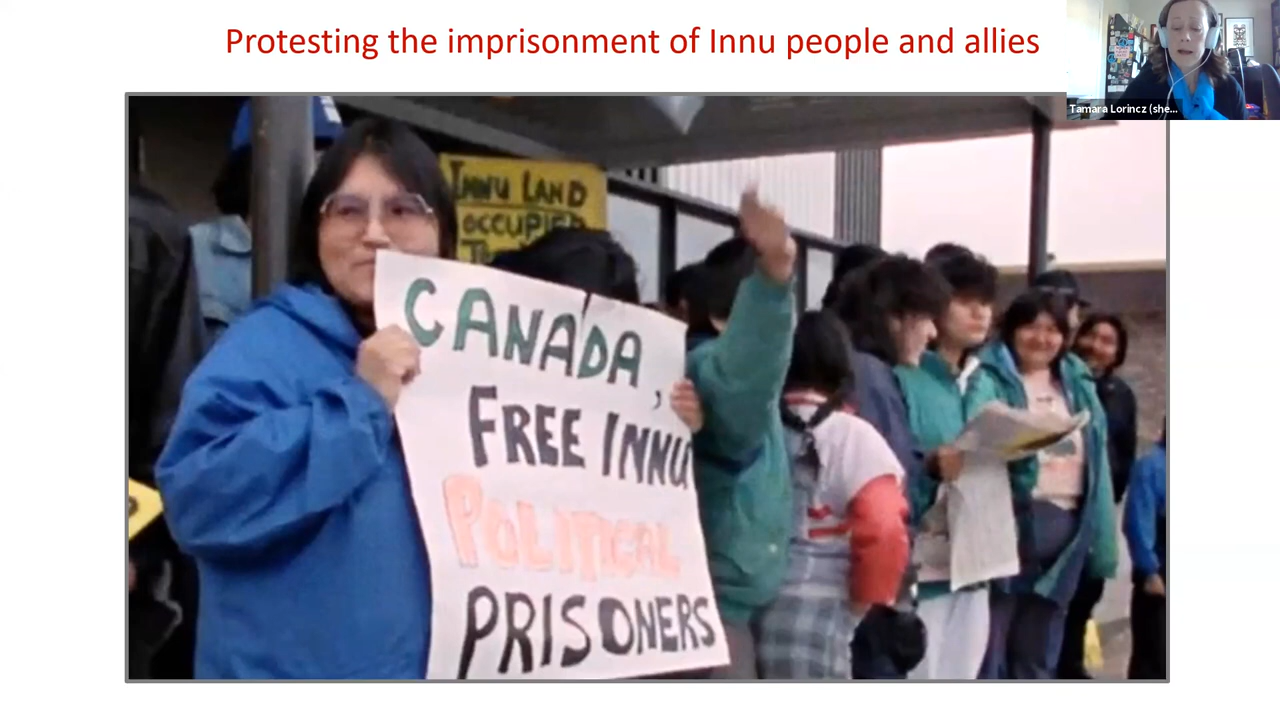 Protesting the imprisonment of Innu people and allies
Tamara Lorincz (she...
INNU LAND
OCCUPIED
CANADA,
FREE INNU
POLITICAL
PRISONERS